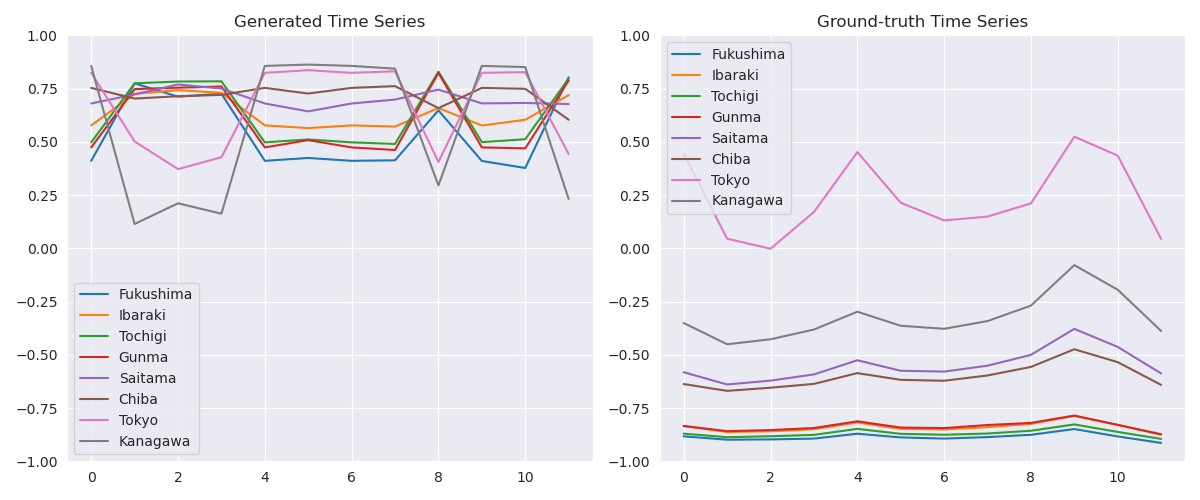 Generated Time Series
1.00
0.75
0.50
0.25
0.00
−0.25
−0.50
−0.75
−1.00
Fukushima
Ibaraki
Tochigi
Gunma
Saitama
Chiba
Tokyo
Kanagawa
0 2 4 6 8 10
Ground-truth Time Series
1.00
0.75
0.50
0.25
0.00
−0.25
−0.50
−0.75
−1.00
Fukushima
Ibaraki
Tochigi
Gunma
Saitama
Chiba
Tokyo
Kanagawa
0 2 4 6 8 10